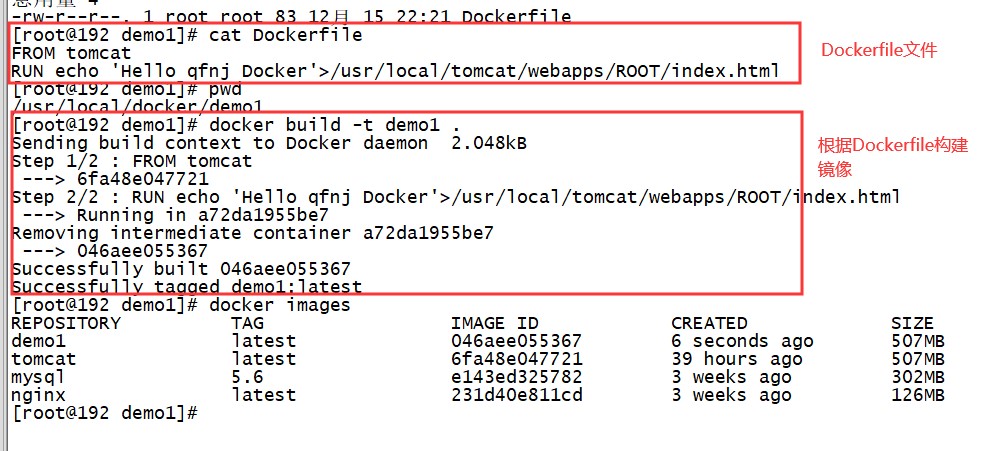 总用量 4
-rw-r--r--. 1 root root 83 12月 15 22:21 Dockerfile
[root@192 demo1]# cat Dockerfile
FROM tomcat
RUN echo 'Hello qfnj Docker'>/usr/local/tomcat/webapps/ROOT/index.html
Dockerfile文件
[root@192 demo1]# pwd
/usr/local/docker/demo1
[root@192 demo1]# docker build -t demo1 .
Sending build context to Docker daemon  2.048kB
Step 1/2 : FROM tomcat
 ---> 6fa48e047721
Step 2/2 : RUN echo 'Hello qfnj Docker'>/usr/local/tomcat/webapps/ROOT/index.html
 ---> Running in a72da1955be7
Removing intermediate container a72da1955be7
 ---> 046aee055367
Successfully built 046aee055367
Successfully tagged demo1:latest
根据Dockerfile构建
镜像
[root@192 demo1]# docker images
REPOSITORY          TAG                 IMAGE ID            CREATED             SIZE
demo1               latest              046aee055367        6 seconds ago       507MB
tomcat              latest              6fa48e047721        39 hours ago        507MB
mysql               5.6                 e143ed325782        3 weeks ago         302MB
nginx               latest              231d40e811cd        3 weeks ago         126MB
[root@192 demo1]#